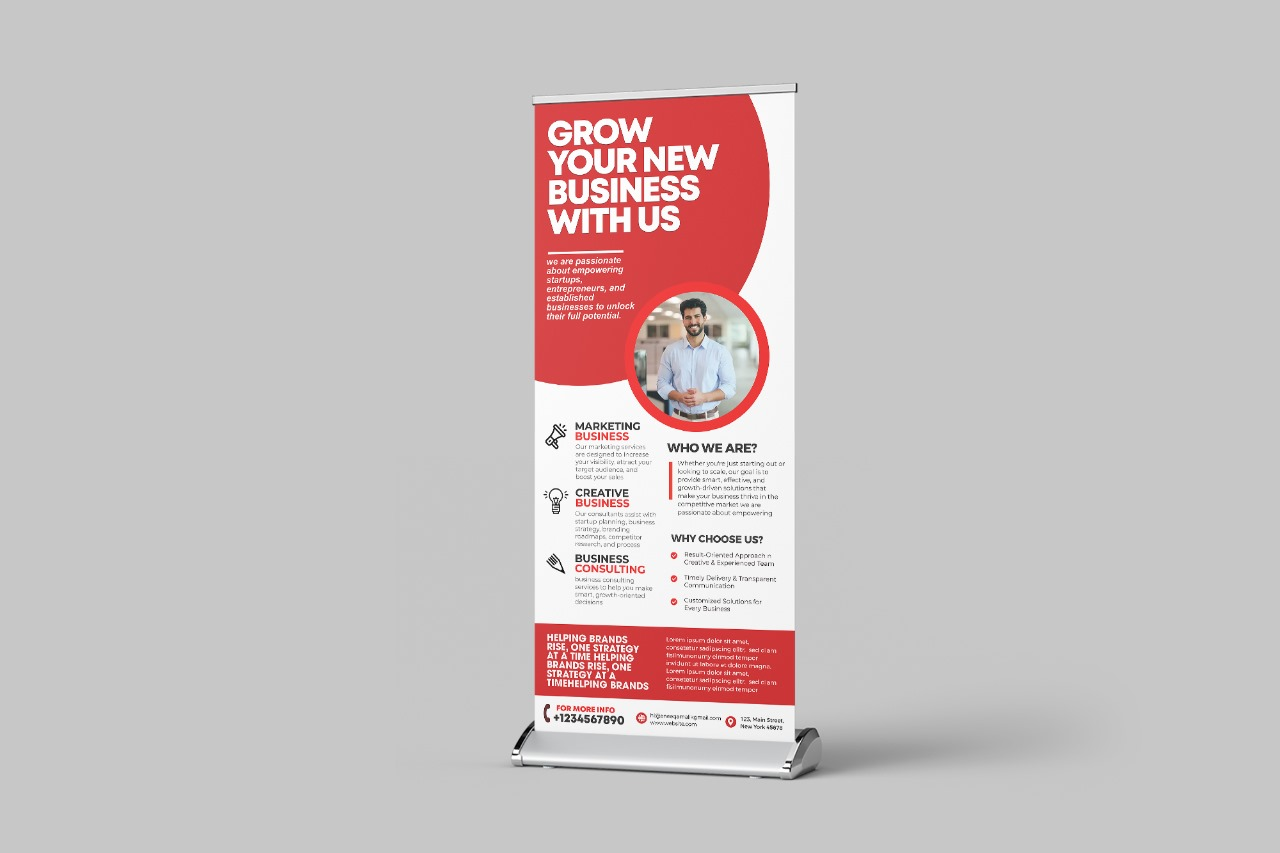 GROW
YOUR NEW
BUSINESS
WITH US
we are passionate
about empowering
startups,
entrepreneurs, and
established
businesses to unlock
their full potential.
MARKETING
BUSINESS
Our marketing services
are designed to increase
your visibility, attract your
target audience, and
boost your sales
CREATIVE
BUSINESS
Our consultants assist with
startup planning, business
strategy, branding
roadmaps, competitor
research, and process
BUSINESS
CONSULTING
business consulting
services to help you make
smart, growth-oriented
decisions
WHO WE ARE?
Whether you're just starting out or
looking to scale, our goal is to
provide smart, effective, and
growth-driven solutions that
make your business thrive in the
competitive market we are
passionate about empowering
WHY CHOOSE US?
Result-Oriented Approach n
Creative & Experienced Team
Timely Delivery & Transparent
Communication
Customized Solutions for
Every Business
HELPING BRANDS
RISE, ONE STRATEGY
AT A TIME HELPING
BRANDS RISE, ONE
STRATEGY AT A
TIMEHELPING BRANDS
Lorem ipsum dolor sit amet,
consetetur sadipscing elitr, sed diam
invidunt ut labore et dolore magna.
Lorem ipsum dolor sit amet,
consetetur sadipscing elitr, sed diam
FOR MORE INFO
+1234567890
www.website.com
123, Main Street,
New York 45678